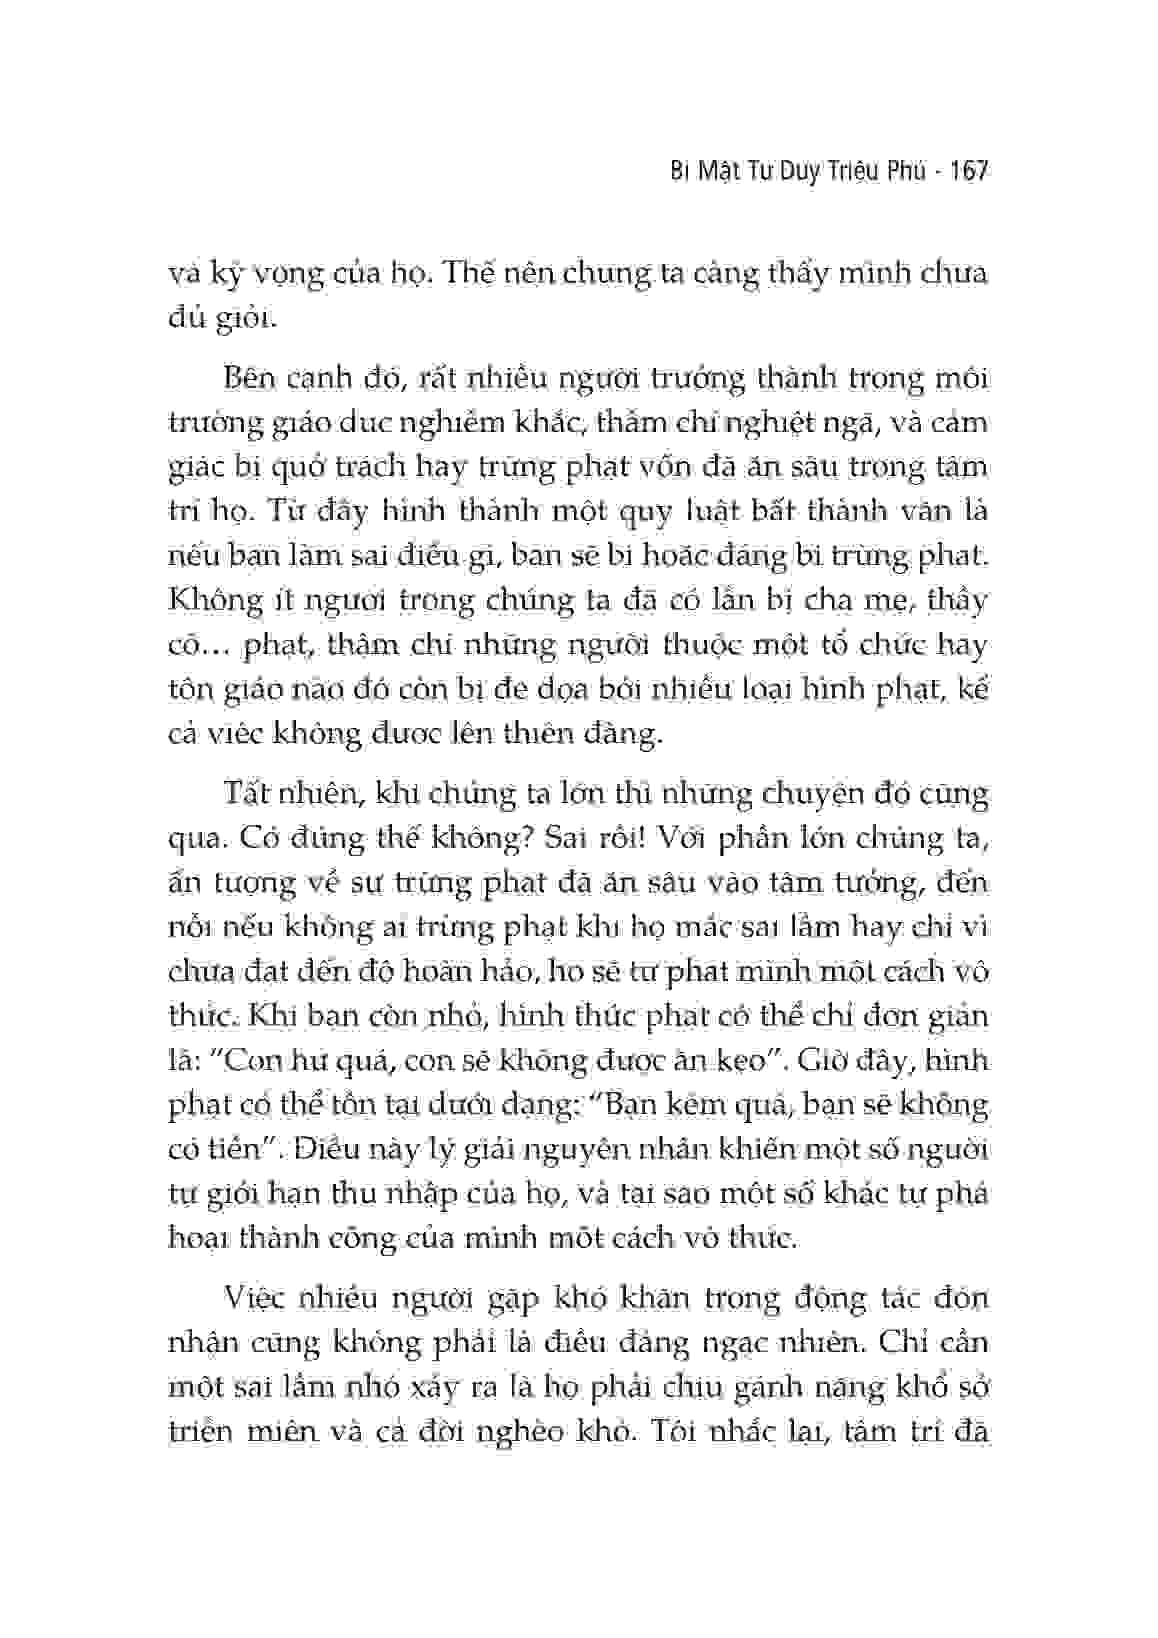 Bí Mật Tư Duy Triệu Phú - 167
và kỳ vọng của họ. Thế nên chúng ta càng thấy mình chưa
đủ giỏi.
Bên cạnh đó, rất nhiều người trưởng thành trong môi
trường giáo dục nghiêm khắc, thậm chí nghiệt ngã, và cảm
giác bị quở trách hay trừng phạt vốn đã ăn sâu trong tâm
trí họ. Từ đấy hình thành một quy luật bất thành văn là
nếu bạn làm sai điều gì, bạn sẽ bị hoặc đáng bị trừng phạt.
Không ít người trong chúng ta đã có lần bị cha mẹ, thầy
cô... phạt, thậm chí những người thuộc một tổ chức hay
tôn giáo nào đó còn bị đe dọa bởi nhiều loại hình phạt, kể
cả việc không được lên thiên đàng.
Tất nhiên, khi chúng ta lớn thì những chuyện đó cũng
qua. Có đúng thế không? Sai rồi! Với phần lớn chúng ta,
ấn tượng về sự trừng phạt đã ăn sâu vào tâm tưởng, đến
nỗi nếu không ai trừng phạt khi họ mắc sai lầm hay chỉ vì
chưa đạt đến độ hoàn hảo, họ sẽ tự phạt mình một cách vô
thức. Khi bạn còn nhỏ, hình thức phạt có thể chỉ đơn giản
là: “Con hư quá, con sẽ không được ăn kẹo”. Giờ đây, hình
phạt có thể tồn tại dưới dạng: “Bạn kém quá, bạn sẽ không
có tiền”. Điều này lý giải nguyên nhân khiến một số người
tự giới hạn thu nhập của họ, và tại sao một số khác tự phá
hoại thành công của mình một cách vô thức.
Việc nhiều người gặp khó khăn trong động tác đón
nhận cũng không phải là điều đáng ngạc nhiên. Chỉ cần
một sai lầm nhỏ xảy ra là họ phải chịu gánh nặng khổ sở
triền miên và cả đời nghèo khó. Tôi nhắc lại, tâm trí đã